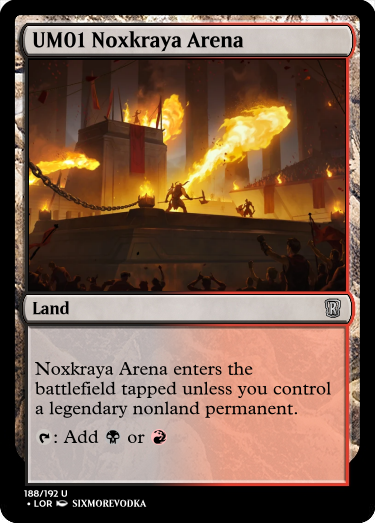 UM01 Noxkraya Arena
Land
R
Noxkraya Arena enters the
battlefield tapped unless you control
a legendary nonland permanent.
: Add or
188/192 U
• LOR SIXMOREVODKA